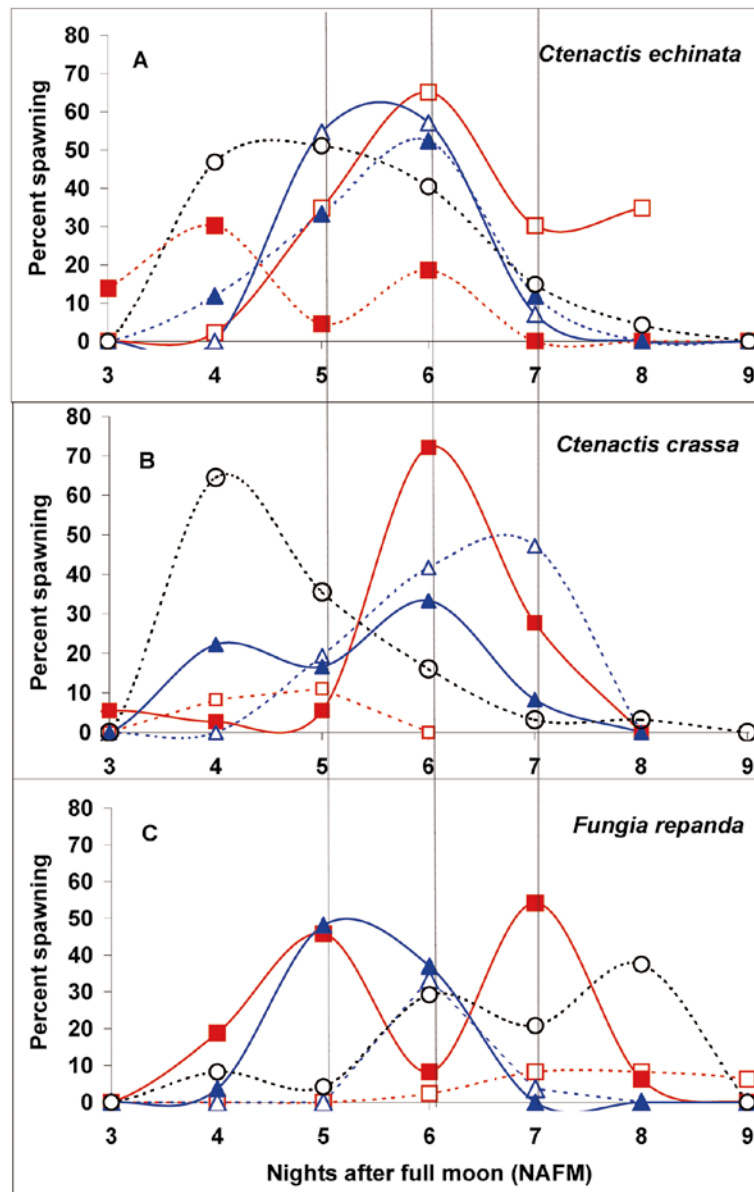 A
Ctenactis echinata
Percent spawning
80
70
60
50
40
30
20
10
0
3 4 5 6 7 8 9
B
Ctenactis crassa
Percent spawning
80
70
60
50
40
30
20
10
0
3 4 5 6 7 8 9
C
Fungia repanda
Percent spawning
80
70
60
50
40
30
20
10
0
3 4 5 6 7 8 9
Nights after full moon (NAFM)